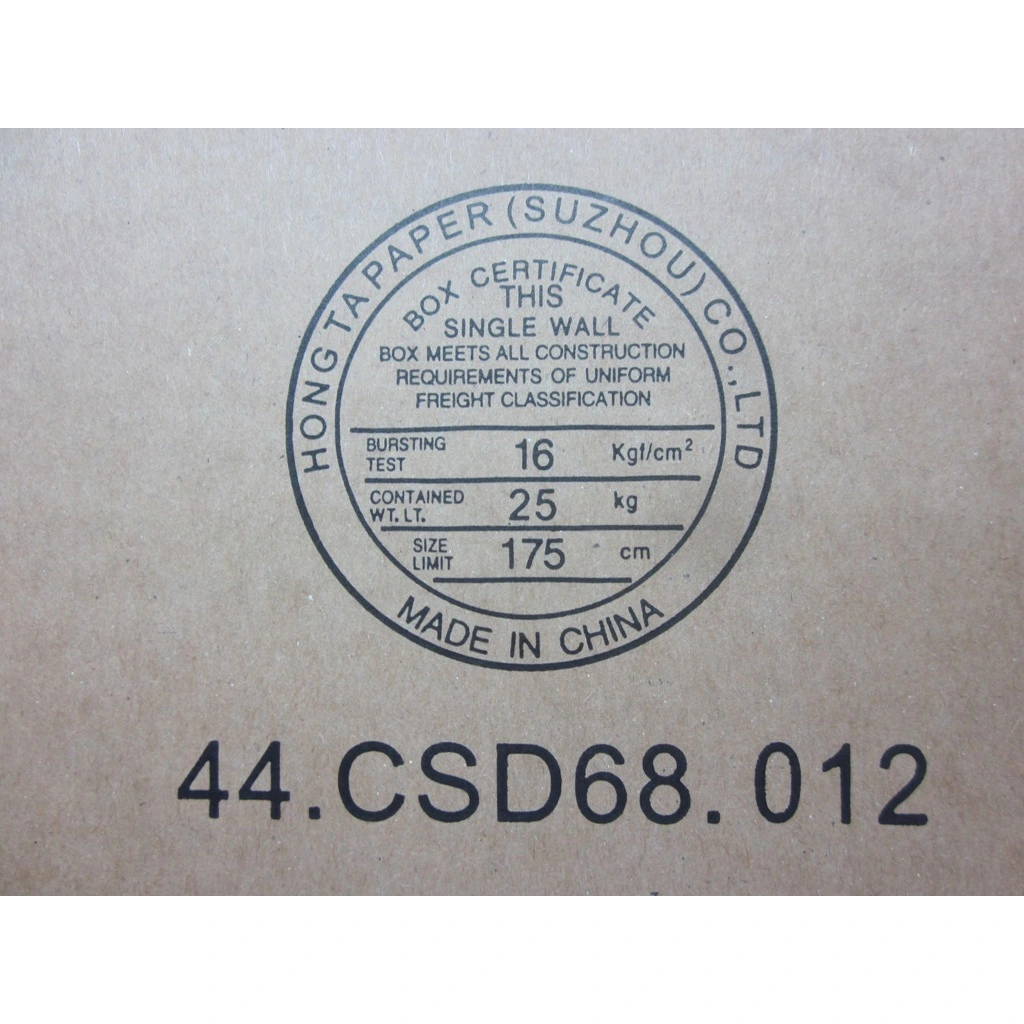 HONG TA PAPER (SUZHOU) CO.,LTD
BOX CERTIFICATE
THIS
SINGLE WALL
BOX MEETS ALL CONSTRUCTION
REQUIREMENTS OF UNIFORM
FREIGHT CLASSIFICATION
BURSTING TEST 16 Kgf/cm²
CONTAINED WT. LT. 25 kg
SIZE LIMIT 175 cm
MADE IN CHINA
44.CSD68.012